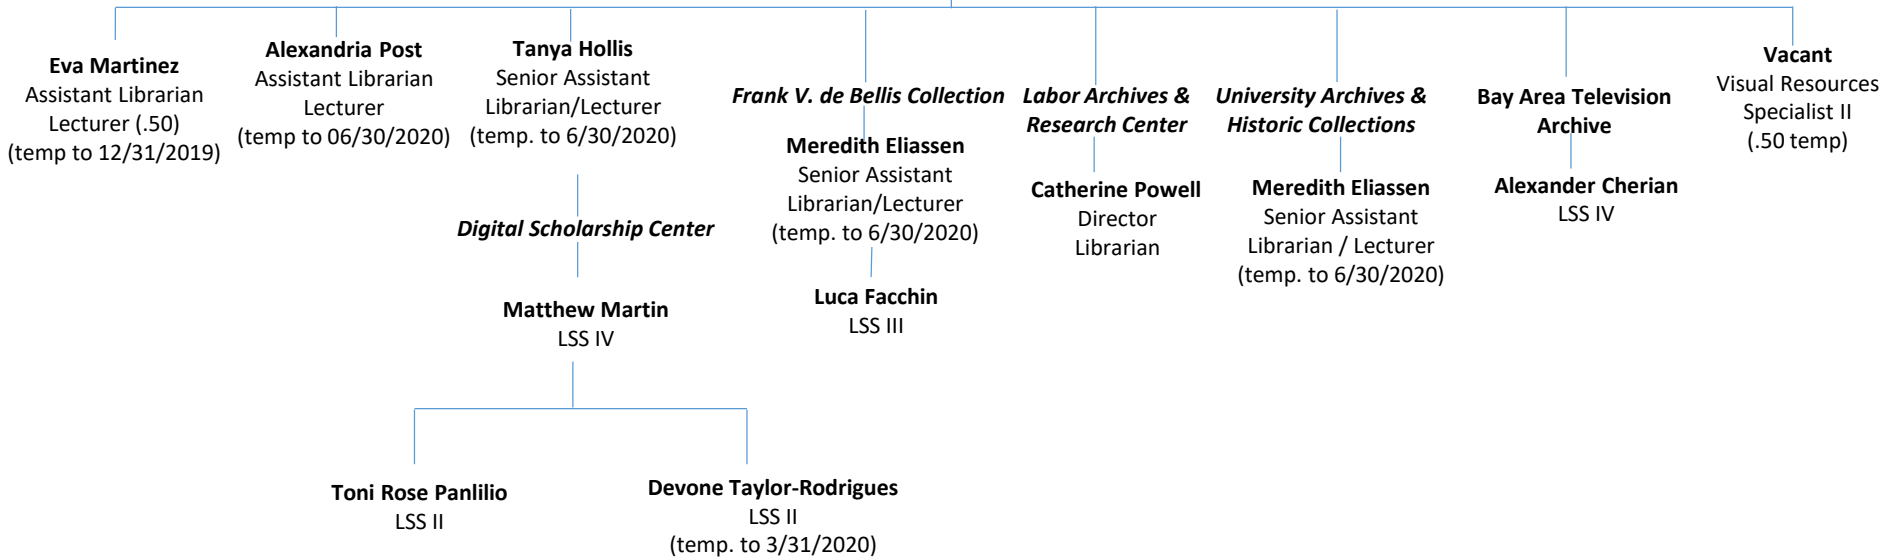 Eva Martinez
Assistant Librarian
Lecturer (.50)
(temp to 12/31/2019)
Alexandria Post
Assistant Librarian
Lecturer
(temp to 06/30/2020)
Tanya Hollis
Senior Assistant
Librarian/Lecturer
(temp. to 6/30/2020)
Digital Scholarship Center
Matthew Martin
LSS IV
Toni Rose Panlilio
LSS II
Devone Taylor-Rodrigues
LSS II
(temp. to 3/31/2020)
Frank V. de Bellis Collection
Meredith Eliassen
Senior Assistant
Librarian/Lecturer
(temp. to 6/30/2020)
Luca Facchin
LSS III
Labor Archives &
Research Center
Catherine Powell
Director
Librarian
University Archives &
Historic Collections
Meredith Eliassen
Senior Assistant
Librarian / Lecturer
(temp. to 6/30/2020)
Bay Area Television
Archive
Alexander Cherian
LSS IV
Vacant
Visual Resources
Specialist II
(.50 temp)